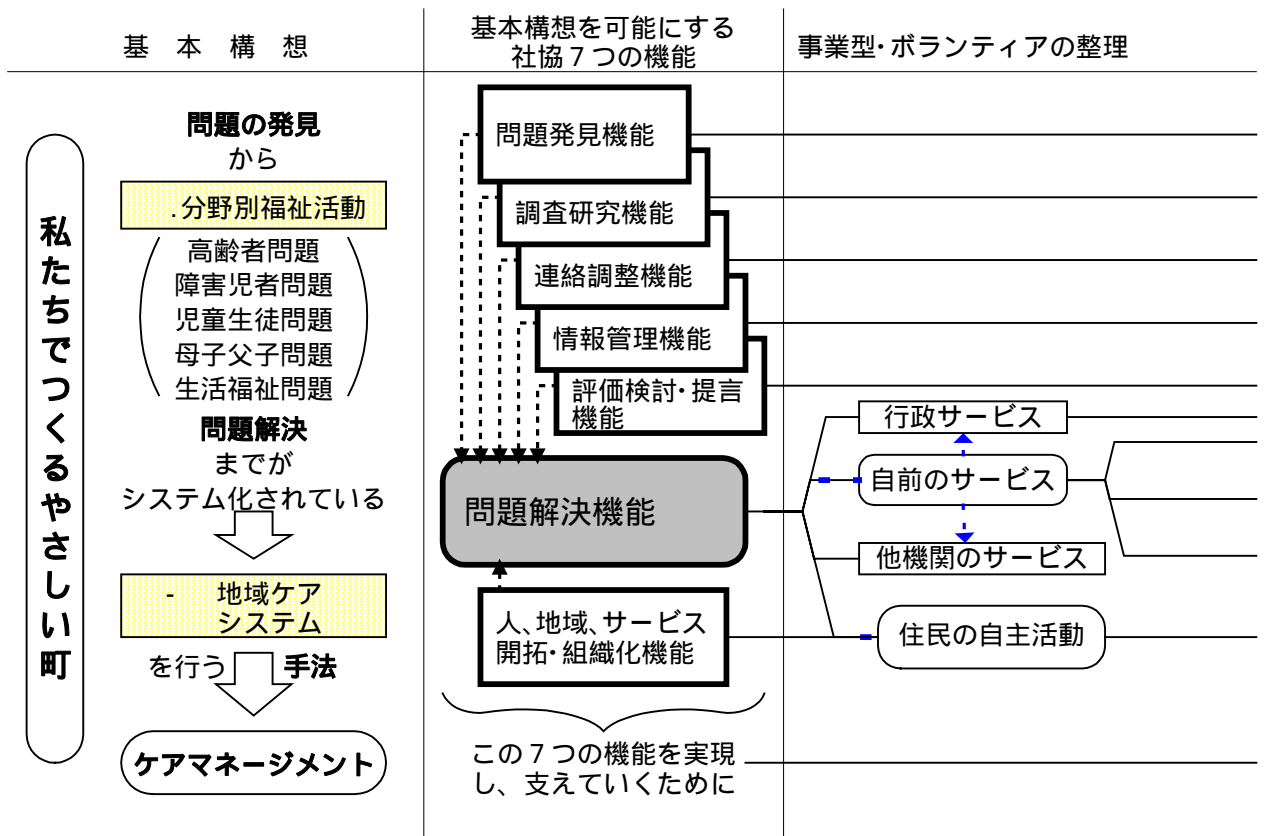 基本構想
基本構想を可能にする
社協７つの機能
事業型・ボランティアの整理
私たちでつくるやさしい町
問題の発見
から
.分野別福祉活動
高齢者問題
障害児者問題
児童生徒問題
母子父子問題
生活福祉問題
問題解決
までが
システム化されている
- 地域ケア
システム
を行う 手法
ケアマネージメント
問題発見機能
調査研究機能
連絡調整機能
情報管理機能
評価検討・提言
機能
問題解決機能
人、地域、サービス
開拓・組織化機能
この７つの機能を実現
し、支えていくために
行政サービス
自前のサービス
他機関のサービス
住民の自主活動